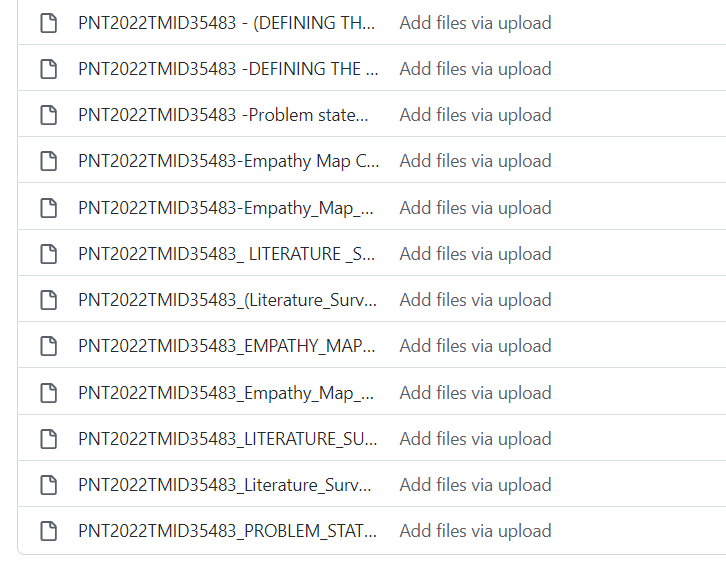 PNT2022TMID35483 - (DEFINING TH... Add files via upload
PNT2022TMID35483 -DEFINING THE ... Add files via upload
PNT2022TMID35483 -Problem state... Add files via upload
PNT2022TMID35483-Empathy Map C... Add files via upload
PNT2022TMID35483-Empathy_Map_... Add files via upload
PNT2022TMID35483_ LITERATURE _S... Add files via upload
PNT2022TMID35483_(Literature_Surv... Add files via upload
PNT2022TMID35483_EMPATHY_MAP... Add files via upload
PNT2022TMID35483_Empathy_Map_... Add files via upload
PNT2022TMID35483_LITERATURE_SU... Add files via upload
PNT2022TMID35483_Literature_Surv... Add files via upload
PNT2022TMID35483_PROBLEM_STAT... Add files via upload